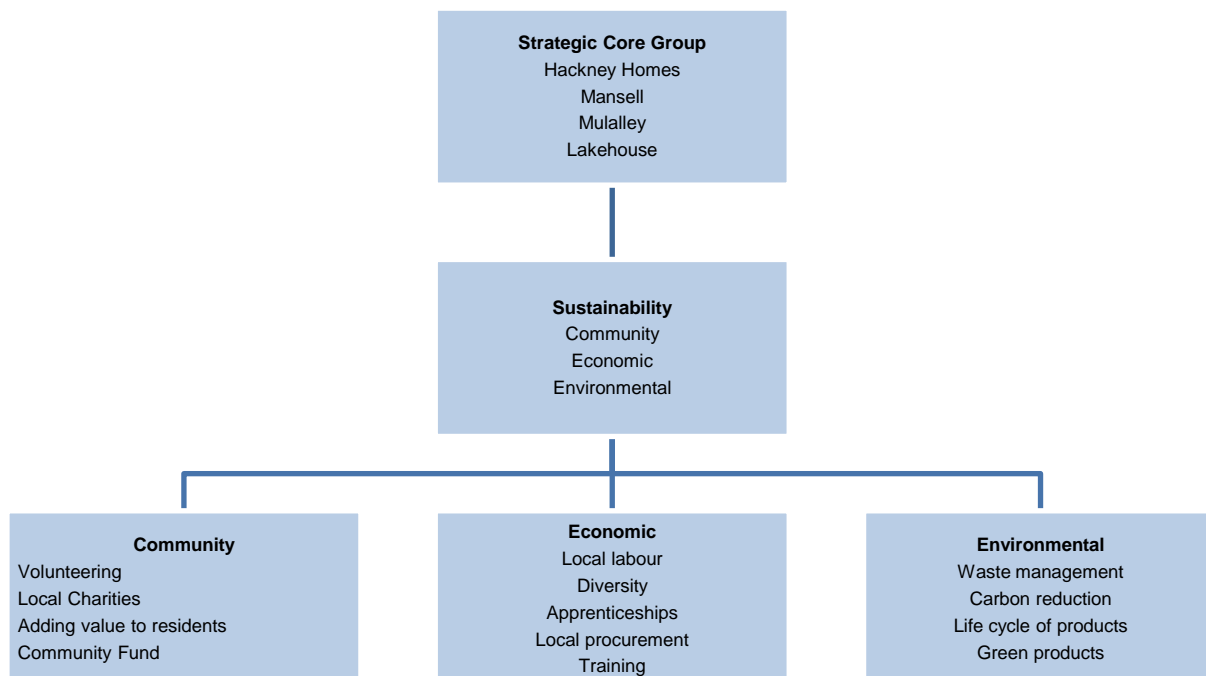 Strategic Core Group
Hackney Homes
Mansell
Mulalley
Lakehouse
Sustainability
Community
Economic
Environmental
Community
Volunteering
Local Charities
Adding value to residents
Community Fund
Economic
Local labour
Diversity
Apprenticeships
Local procurement
Training
Environmental
Waste management
Carbon reduction
Life cycle of products
Green products